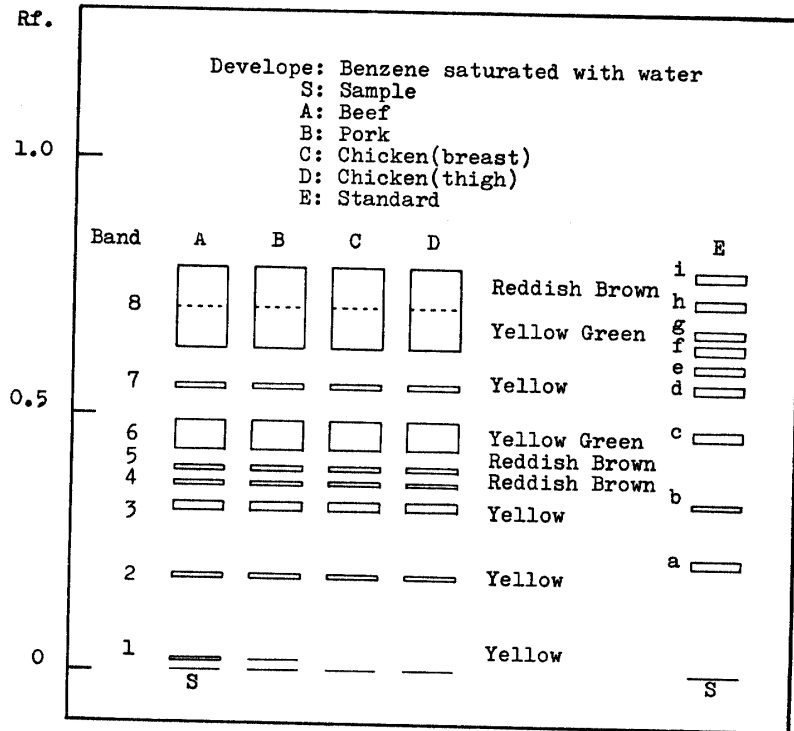 Rf.
Develope: Benzene saturated with water
S: Sample
A: Beef
B: Pork
C: Chicken(breast)
D: Chicken(thigh)
E: Standard
1.0
Band A B C D E
i
8 Reddish Brown
h
Yellow Green g
f
e
7 Yellow d
0.5
6 Yellow Green c
5 Reddish Brown
4 Reddish Brown
3 Yellow b
2 Yellow a
1 Yellow
0
S S